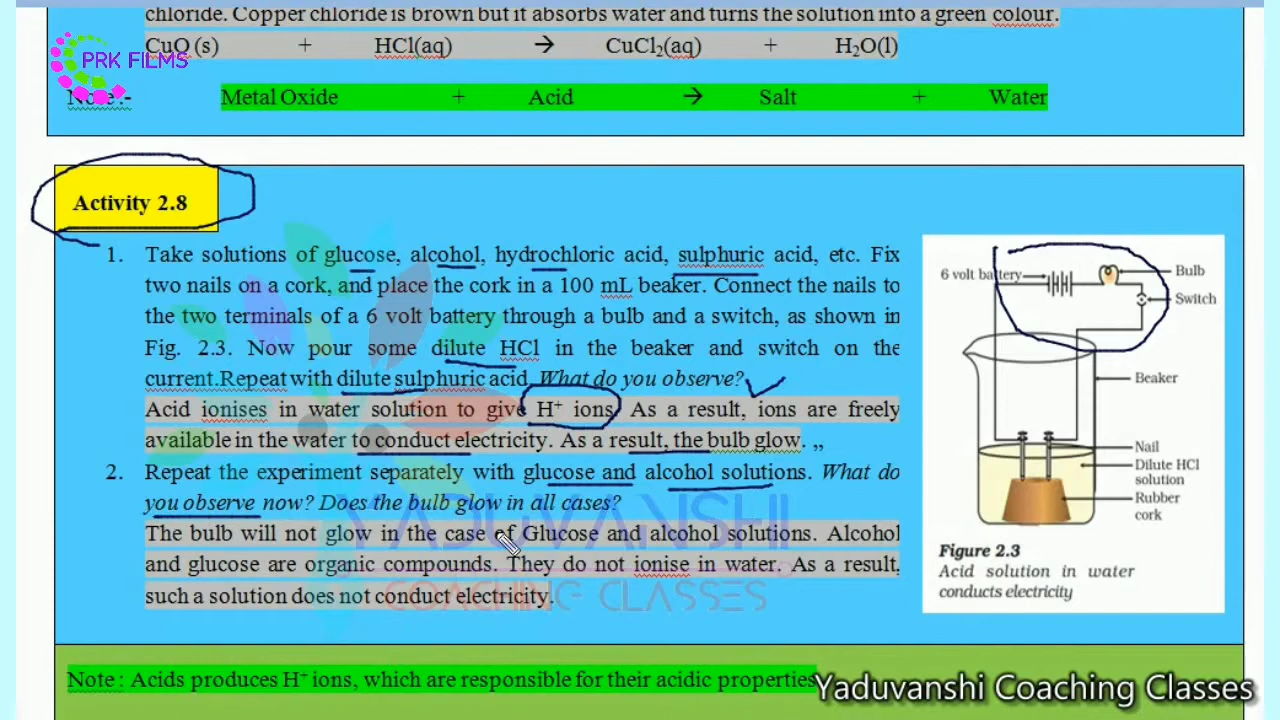 chloride. Copper chloride is brown but it absorbs water and turns the solution into a green colour.
CuO (s) + HCl(aq) → CuCl₂(aq) + H₂O(l)
PRK FILMS
Note :- Metal Oxide + Acid → Salt + Water
Activity 2.8
1. Take solutions of glucose, alcohol, hydrochloric acid, sulphuric acid, etc. Fix
two nails on a cork, and place the cork in a 100 mL beaker. Connect the nails to
the two terminals of a 6 volt battery through a bulb and a switch, as shown in
Fig. 2.3. Now pour some dilute HCl in the beaker and switch on the
current.Repeat with dilute sulphuric acid. What do you observe?
Acid ionises in water solution to give H⁺ ions. As a result, ions are freely
available in the water to conduct electricity. As a result, the bulb glow. ,,
2. Repeat the experiment separately with glucose and alcohol solutions. What do
you observe now? Does the bulb glow in all cases?
The bulb will not glow in the case of Glucose and alcohol solutions. Alcohol
and glucose are organic compounds. They do not ionise in water. As a result,
such a solution does not conduct electricity.
YADUVANSHI
COACHING CLASSES
6 volt battery
Bulb
Switch
Beaker
Nail
Dilute HCl
solution
Rubber
cork
Figure 2.3
Acid solution in water
conducts electricity
Note : Acids produces H⁺ ions, which are responsible for their acidic properties
Yaduvanshi Coaching Classes